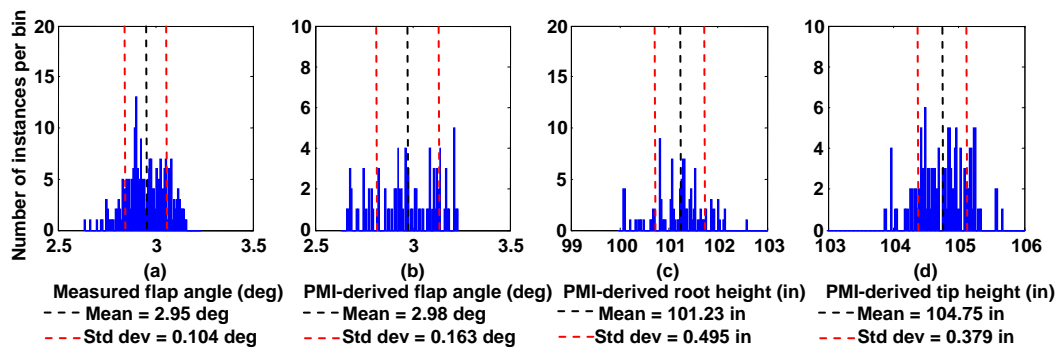 Number of instances per bin
20
15
10
5
0
2.5 3 3.5
(a)
Measured flap angle (deg)
Mean = 2.95 deg
Std dev = 0.104 deg
10
8
6
4
2
0
2.5 3 3.5
(b)
PMI-derived flap angle (deg)
Mean = 2.98 deg
Std dev = 0.163 deg
20
15
10
5
0
99 100 101 102 103
(c)
PMI-derived root height (in)
Mean = 101.23 in
Std dev = 0.495 in
10
8
6
4
2
0
103 104 105 106
(d)
PMI-derived tip height (in)
Mean = 104.75 in
Std dev = 0.379 in